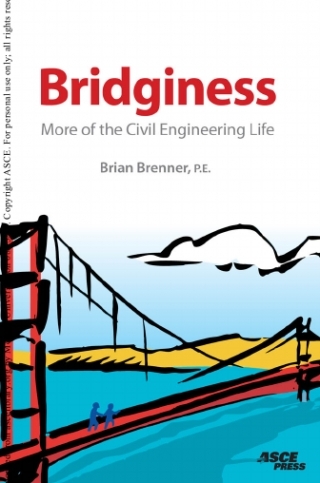 Bridginess
More of the Civil Engineering Life
Brian Brenner, P.E.
ASCE
PRESS
Copyright ASCE. For personal use only; all rights res